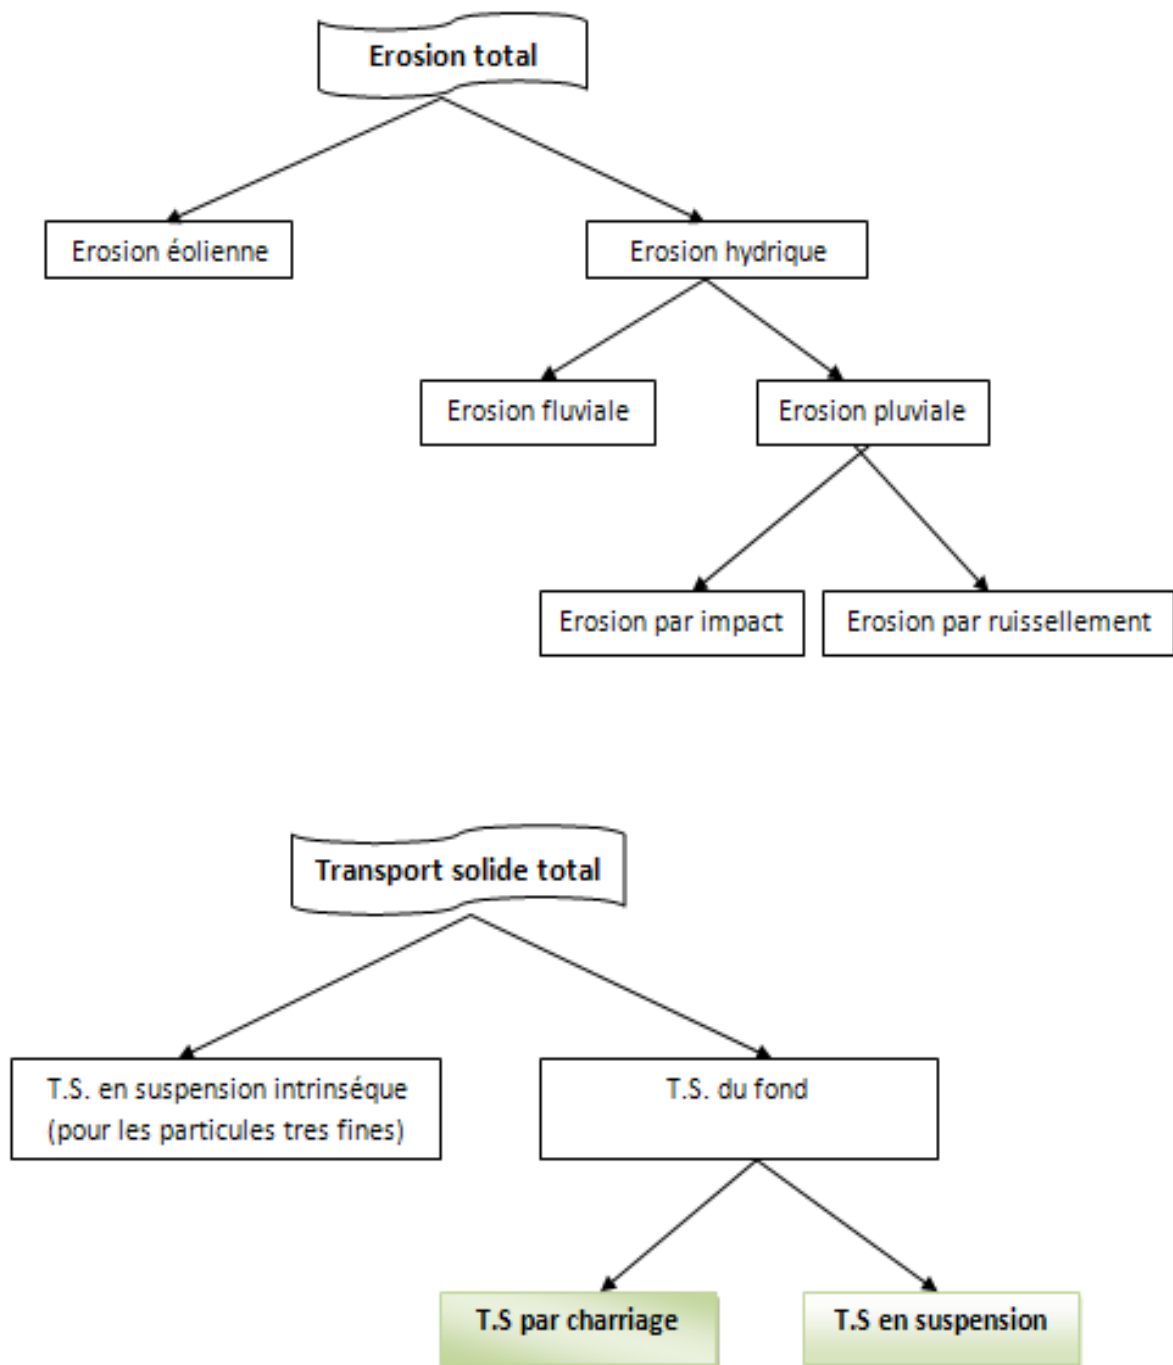 Erosion total
Erosion éolienne
Erosion hydrique
Erosion fluviale
Erosion pluviale
Erosion par impact
Erosion par ruissellement
Transport solide total
T.S. en suspension intrinséque
(pour les particules tres fines)
T.S. du fond
T.S par charriage
T.S en suspension